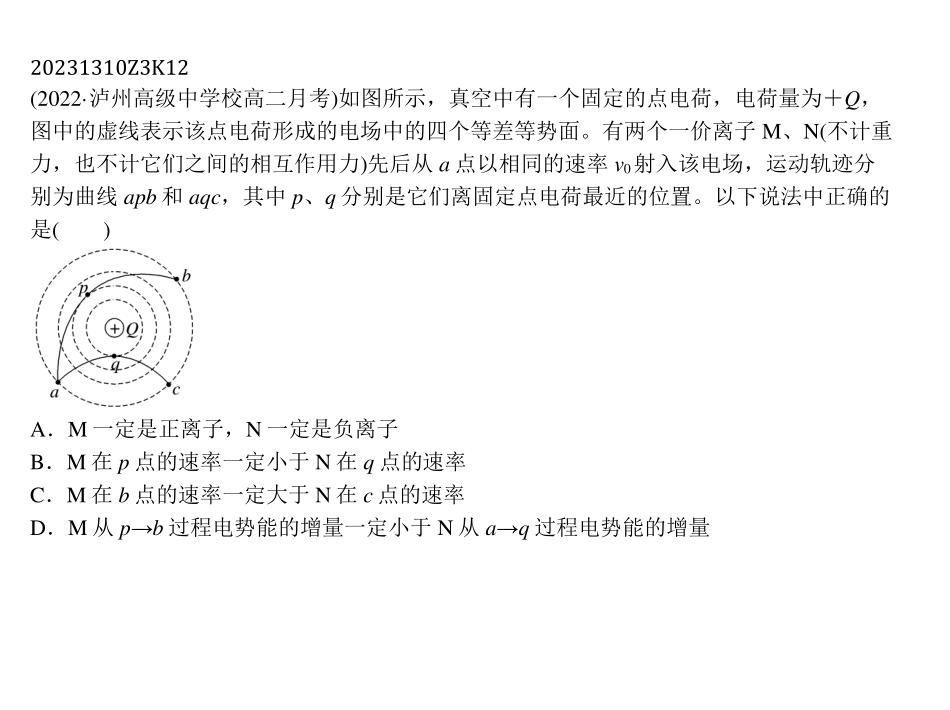 20231310Z3K12
(2022·泸州高级中学校高二月考)如图所示，真空中有一个固定的点电荷，电荷量为＋Q，
图中的虚线表示该点电荷形成的电场中的四个等差等势面。有两个一价离子 M、N(不计重
力，也不计它们之间的相互作用力)先后从 a 点以相同的速率 v₀射入该电场，运动轨迹分
别为曲线 apb 和 aqc，其中 p、q 分别是它们离固定点电荷最近的位置。以下说法中正确的
是(　　)
b
p
+Q
q
a
c
A．M 一定是正离子，N 一定是负离子
B．M 在 p 点的速率一定小于 N 在 q 点的速率
C．M 在 b 点的速率一定大于 N 在 c 点的速率
D．M 从 p→b 过程电势能的增量一定小于 N 从 a→q 过程电势能的增量